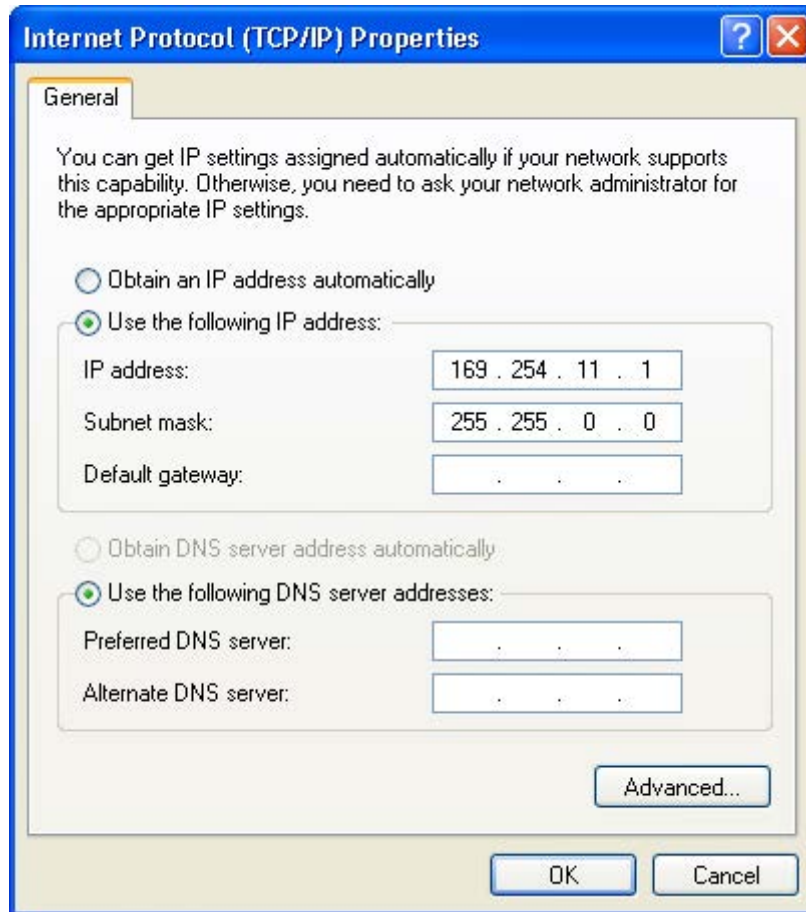 Internet Protocol (TCP/IP) Properties
General
You can get IP settings assigned automatically if your network supports
this capability. Otherwise, you need to ask your network administrator for
the appropriate IP settings.
Obtain an IP address automatically
Use the following IP address:
IP address: 169 . 254 . 11 . 1
Subnet mask: 255 . 255 . 0 . 0
Default gateway: . . .
Obtain DNS server address automatically
Use the following DNS server addresses:
Preferred DNS server: . . .
Alternate DNS server: . . .
Advanced...
OK Cancel